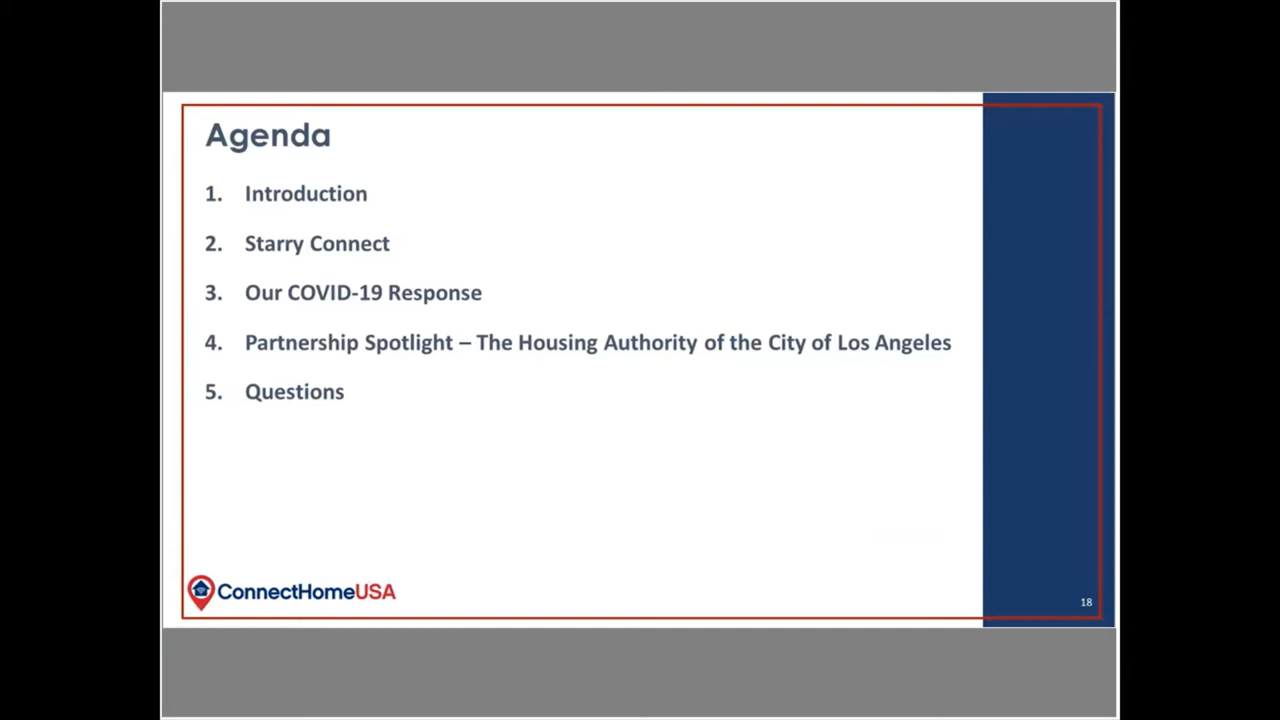 Agenda
1. Introduction
2. Starry Connect
3. Our COVID-19 Response
4. Partnership Spotlight – The Housing Authority of the City of Los Angeles
5. Questions
ConnectHomeUSA
18